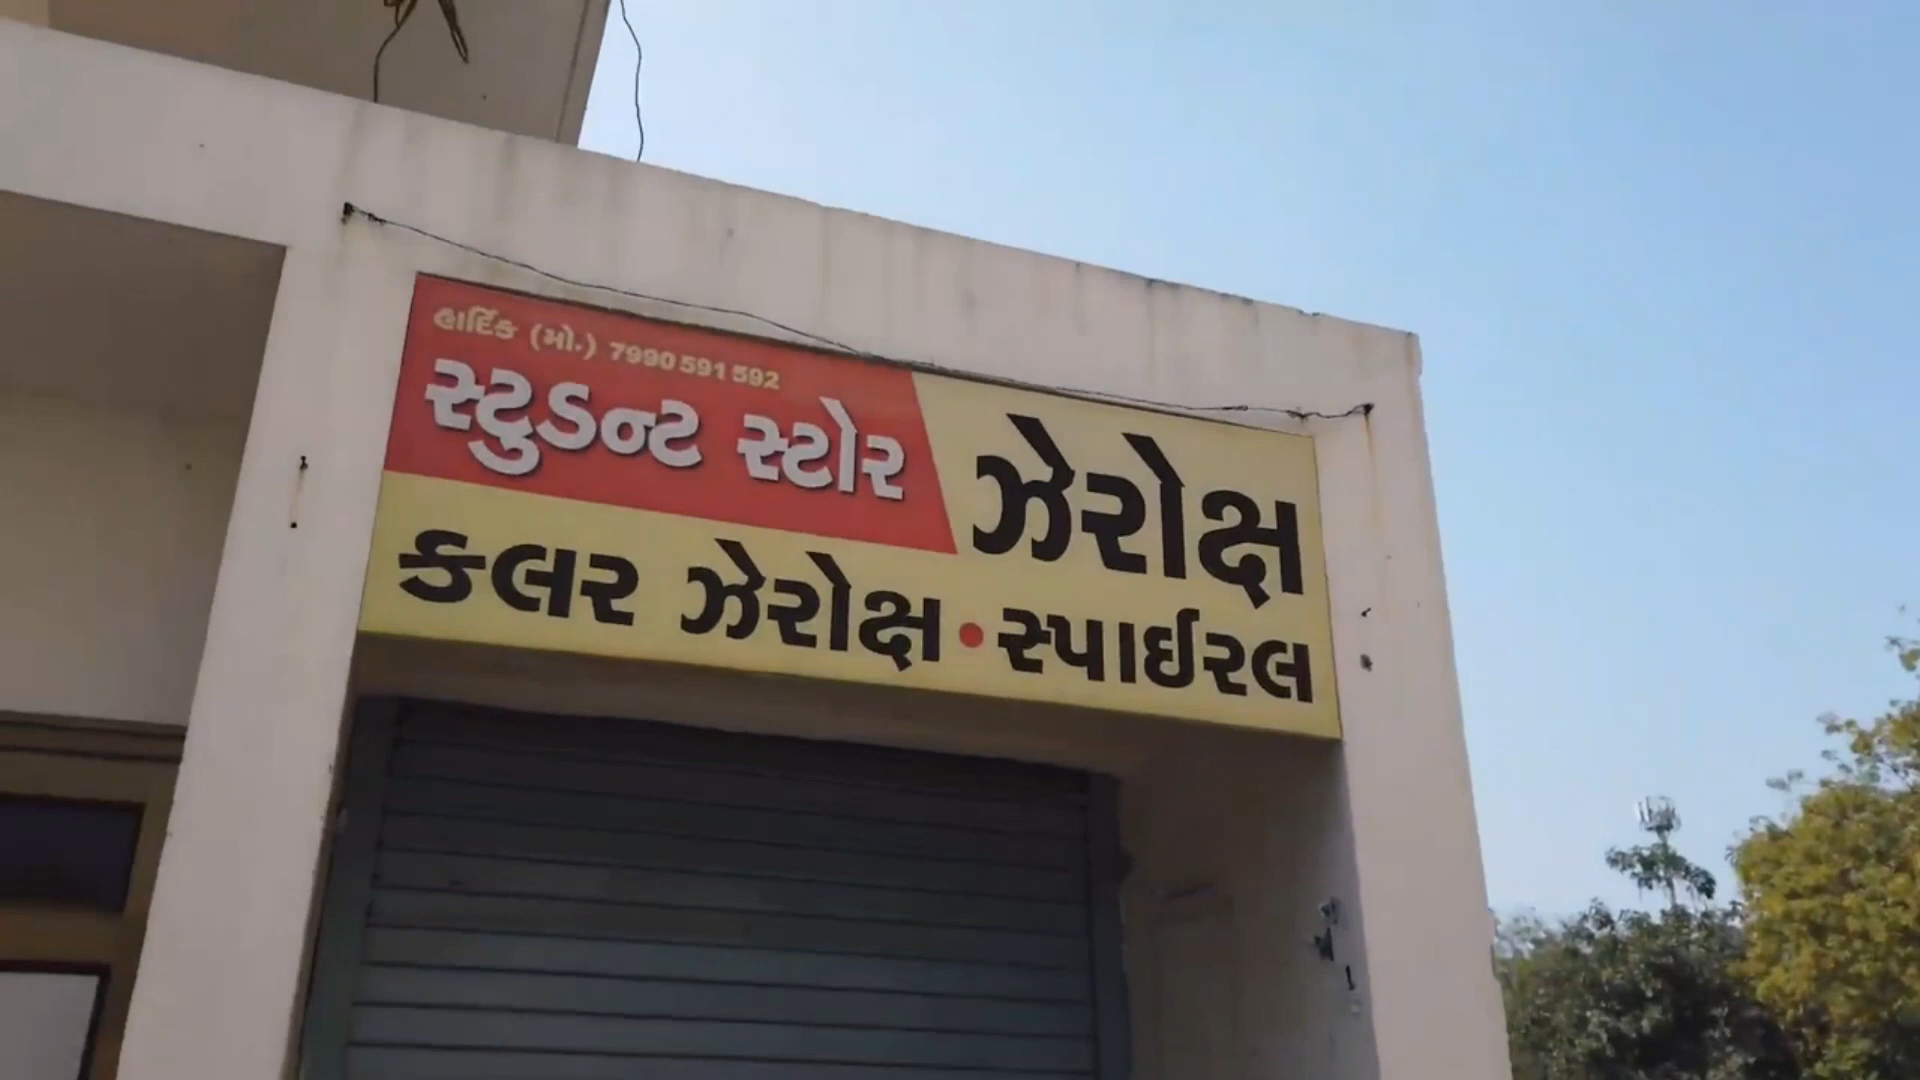 હાર્દિક (મો.) 7990 591 592
સ્ટુડન્ટ સ્ટોર
ઝેરોક્ષ
કલર ઝેરોક્ષ • સ્પાઈરલ